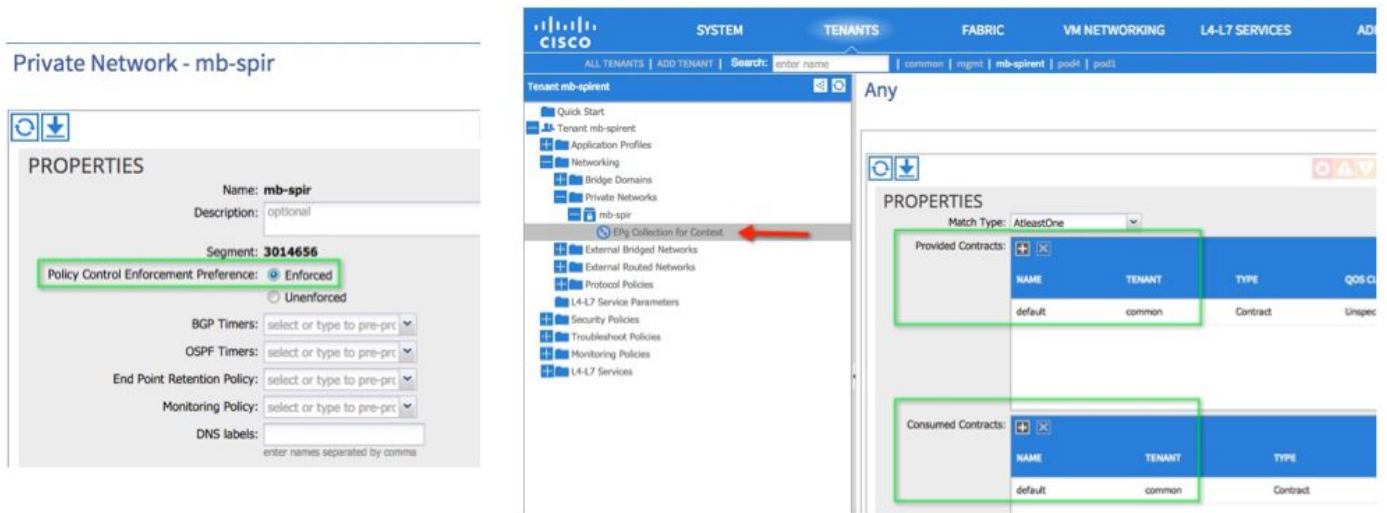 Private Network - mb-spir
PROPERTIES
Name: mb-spir
Description: optional
Segment: 3014656
Policy Control Enforcement Preference: Enforced
Unenforced
BGP Timers: select or type to pre-pro
OSPF Timers: select or type to pre-pro
End Point Retention Policy: select or type to pre-pro
Monitoring Policy: select or type to pre-pro
DNS labels:
enter names separated by comma
CISCO
SYSTEM TENANTS FABRIC VM NETWORKING L4-L7 SERVICES AD
ALL TENANTS | ADD TENANT | Search: enter name | common | mgmt | mb-spirent | pod4 | pod1
Tenant mb-spirent
Quick Start
Tenant mb-spirent
Application Profiles
Networking
Bridge Domains
Private Networks
mb-spir
EPg Collection for Context
External Bridged Networks
External Routed Networks
Protocol Policies
L4-L7 Service Parameters
Security Policies
Troubleshoot Policies
Monitoring Policies
L4-L7 Services
Any
PROPERTIES
Match Type: AtleastOne
Provided Contracts:
NAME TENANT TYPE QOS CL
default common Contract Unspec
Consumed Contracts:
NAME TENANT TYPE
default common Contract